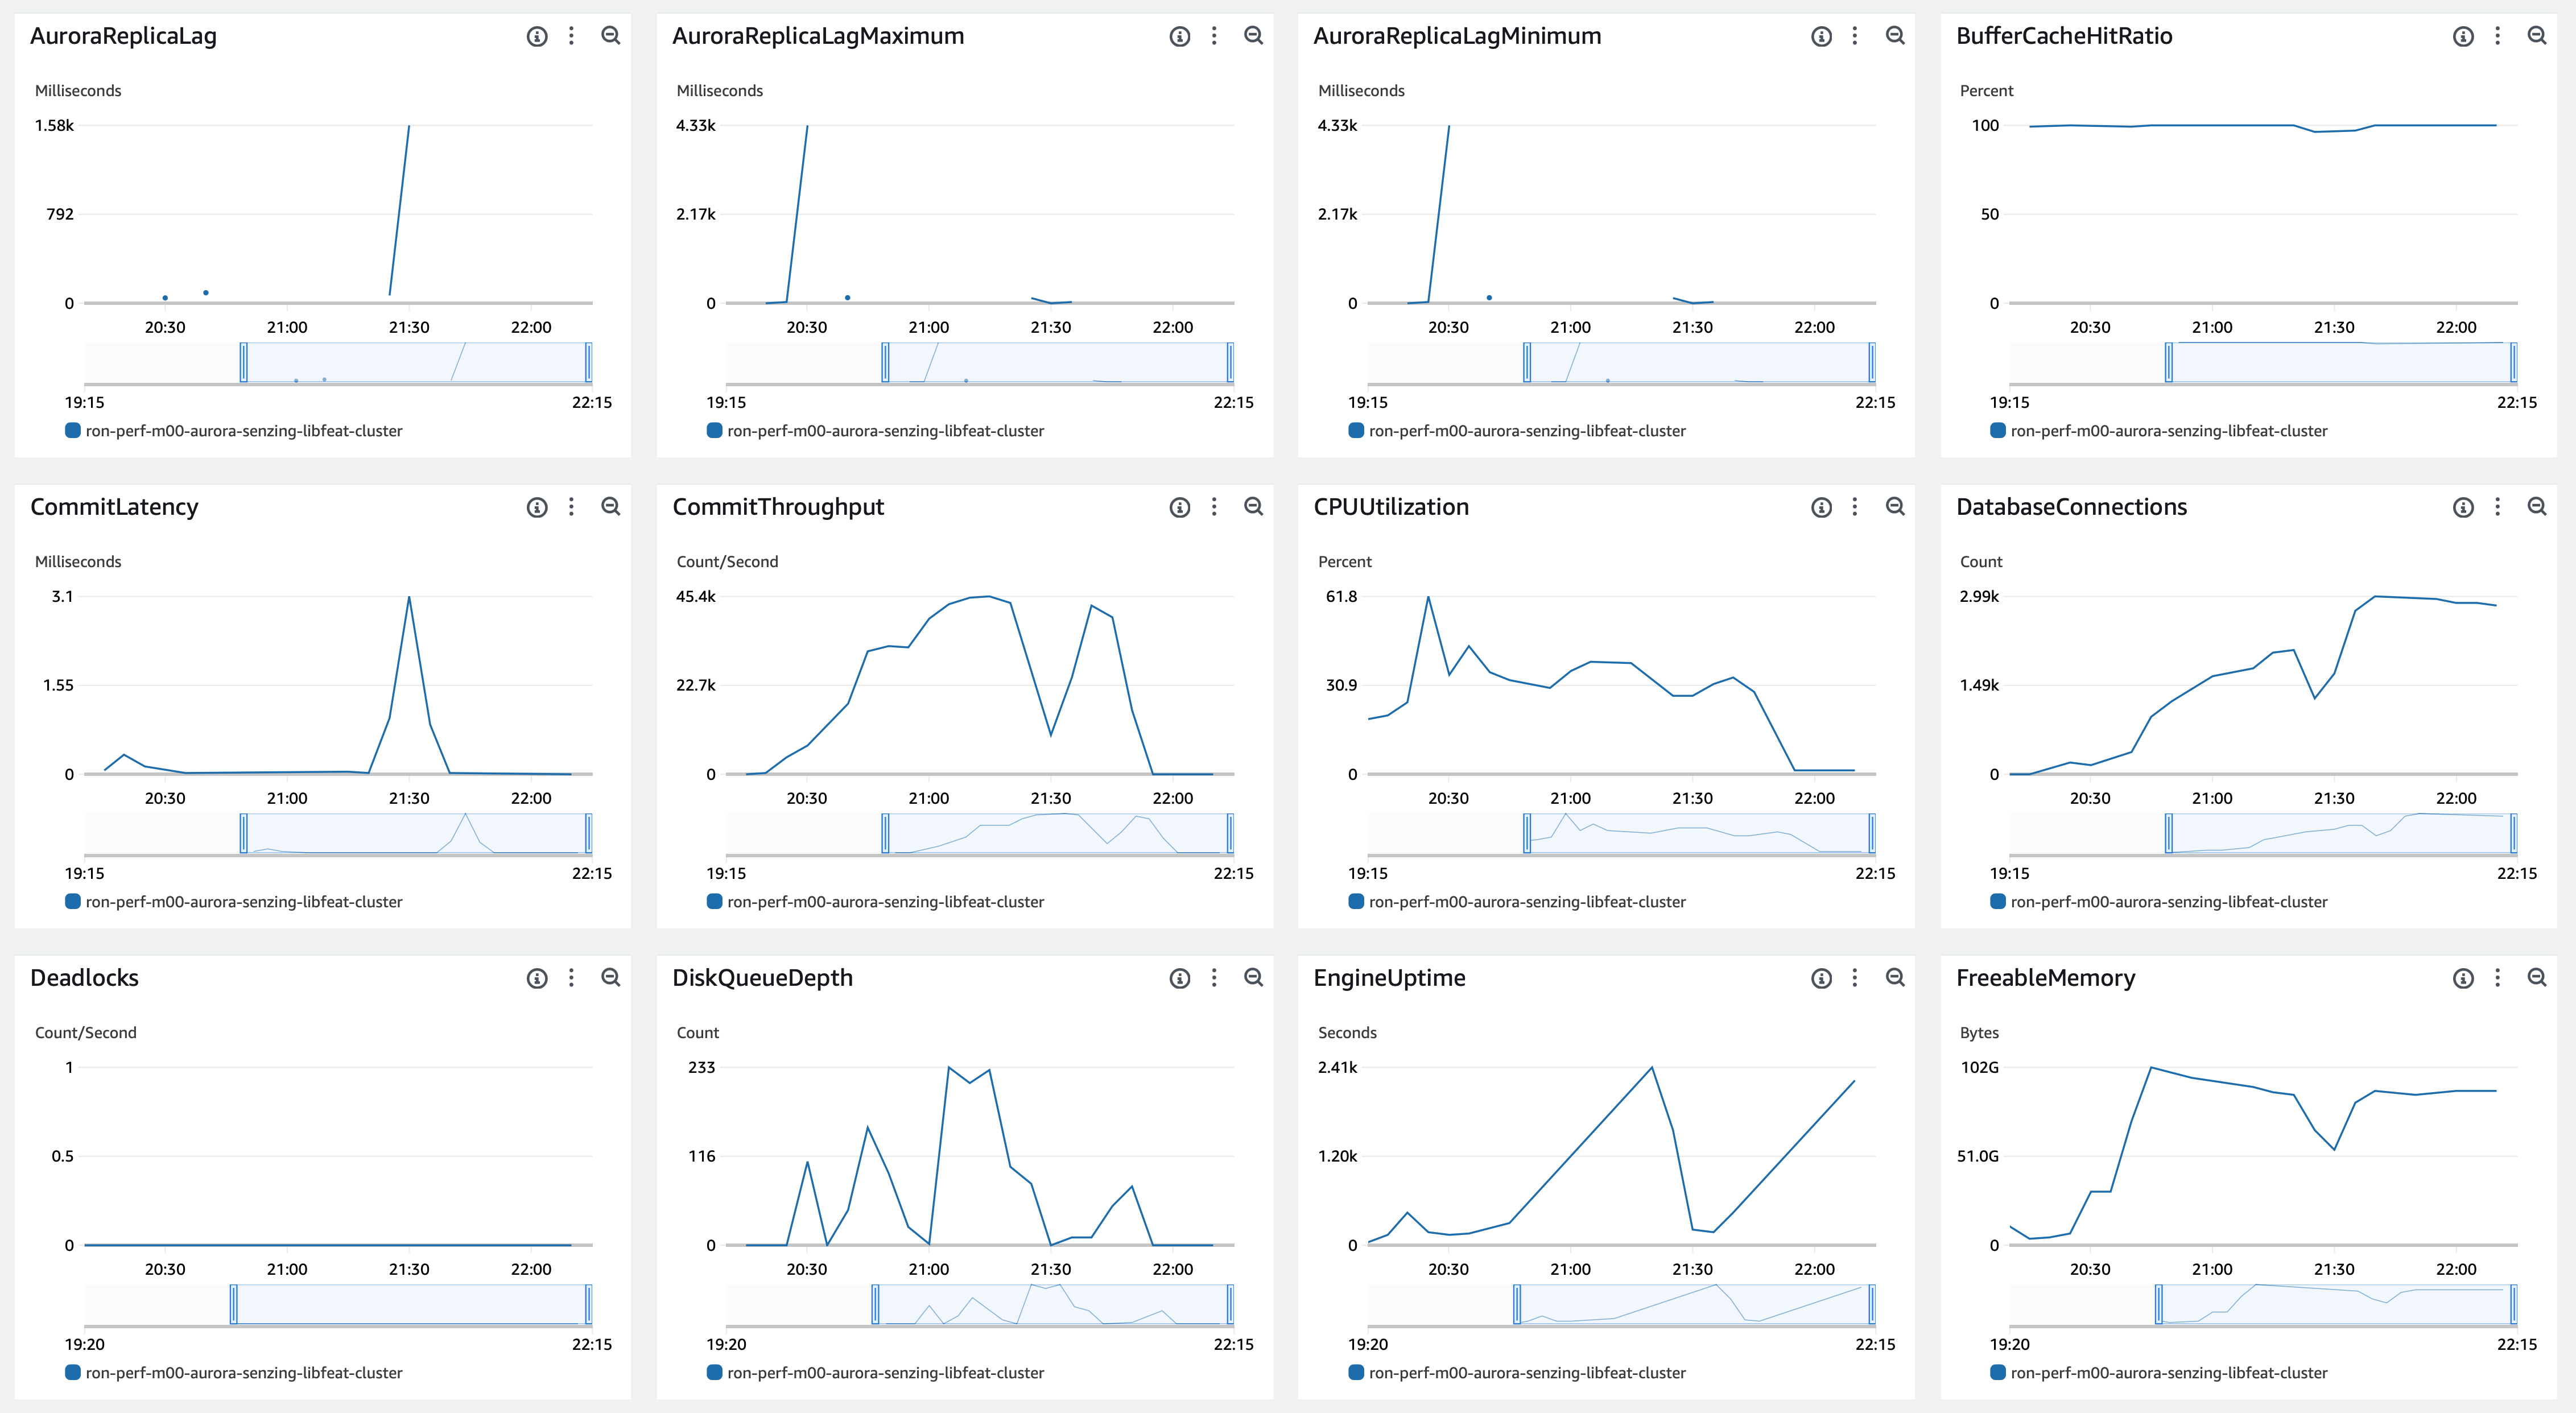 AuroraReplicaLag
Milliseconds
1.58k
792
0
20:30 21:00 21:30 22:00
19:15 22:15
ron-perf-m00-aurora-senzing-libfeat-cluster
AuroraReplicaLagMaximum
Milliseconds
4.33k
2.17k
0
20:30 21:00 21:30 22:00
19:15 22:15
ron-perf-m00-aurora-senzing-libfeat-cluster
AuroraReplicaLagMinimum
Milliseconds
4.33k
2.17k
0
20:30 21:00 21:30 22:00
19:15 22:15
ron-perf-m00-aurora-senzing-libfeat-cluster
BufferCacheHitRatio
Percent
100
50
0
20:30 21:00 21:30 22:00
19:15 22:15
ron-perf-m00-aurora-senzing-libfeat-cluster
CommitLatency
Milliseconds
3.1
1.55
0
20:30 21:00 21:30 22:00
19:15 22:15
ron-perf-m00-aurora-senzing-libfeat-cluster
CommitThroughput
Count/Second
45.4k
22.7k
0
20:30 21:00 21:30 22:00
19:15 22:15
ron-perf-m00-aurora-senzing-libfeat-cluster
CPUUtilization
Percent
61.8
30.9
0
20:30 21:00 21:30 22:00
19:15 22:15
ron-perf-m00-aurora-senzing-libfeat-cluster
DatabaseConnections
Count
2.99k
1.49k
0
20:30 21:00 21:30 22:00
19:15 22:15
ron-perf-m00-aurora-senzing-libfeat-cluster
Deadlocks
Count/Second
1
0.5
0
20:30 21:00 21:30 22:00
19:20 22:15
ron-perf-m00-aurora-senzing-libfeat-cluster
DiskQueueDepth
Count
233
116
0
20:30 21:00 21:30 22:00
19:20 22:15
ron-perf-m00-aurora-senzing-libfeat-cluster
EngineUptime
Seconds
2.41k
1.20k
0
20:30 21:00 21:30 22:00
19:20 22:15
ron-perf-m00-aurora-senzing-libfeat-cluster
FreeableMemory
Bytes
102G
51.0G
0
20:30 21:00 21:30 22:00
19:20 22:15
ron-perf-m00-aurora-senzing-libfeat-cluster